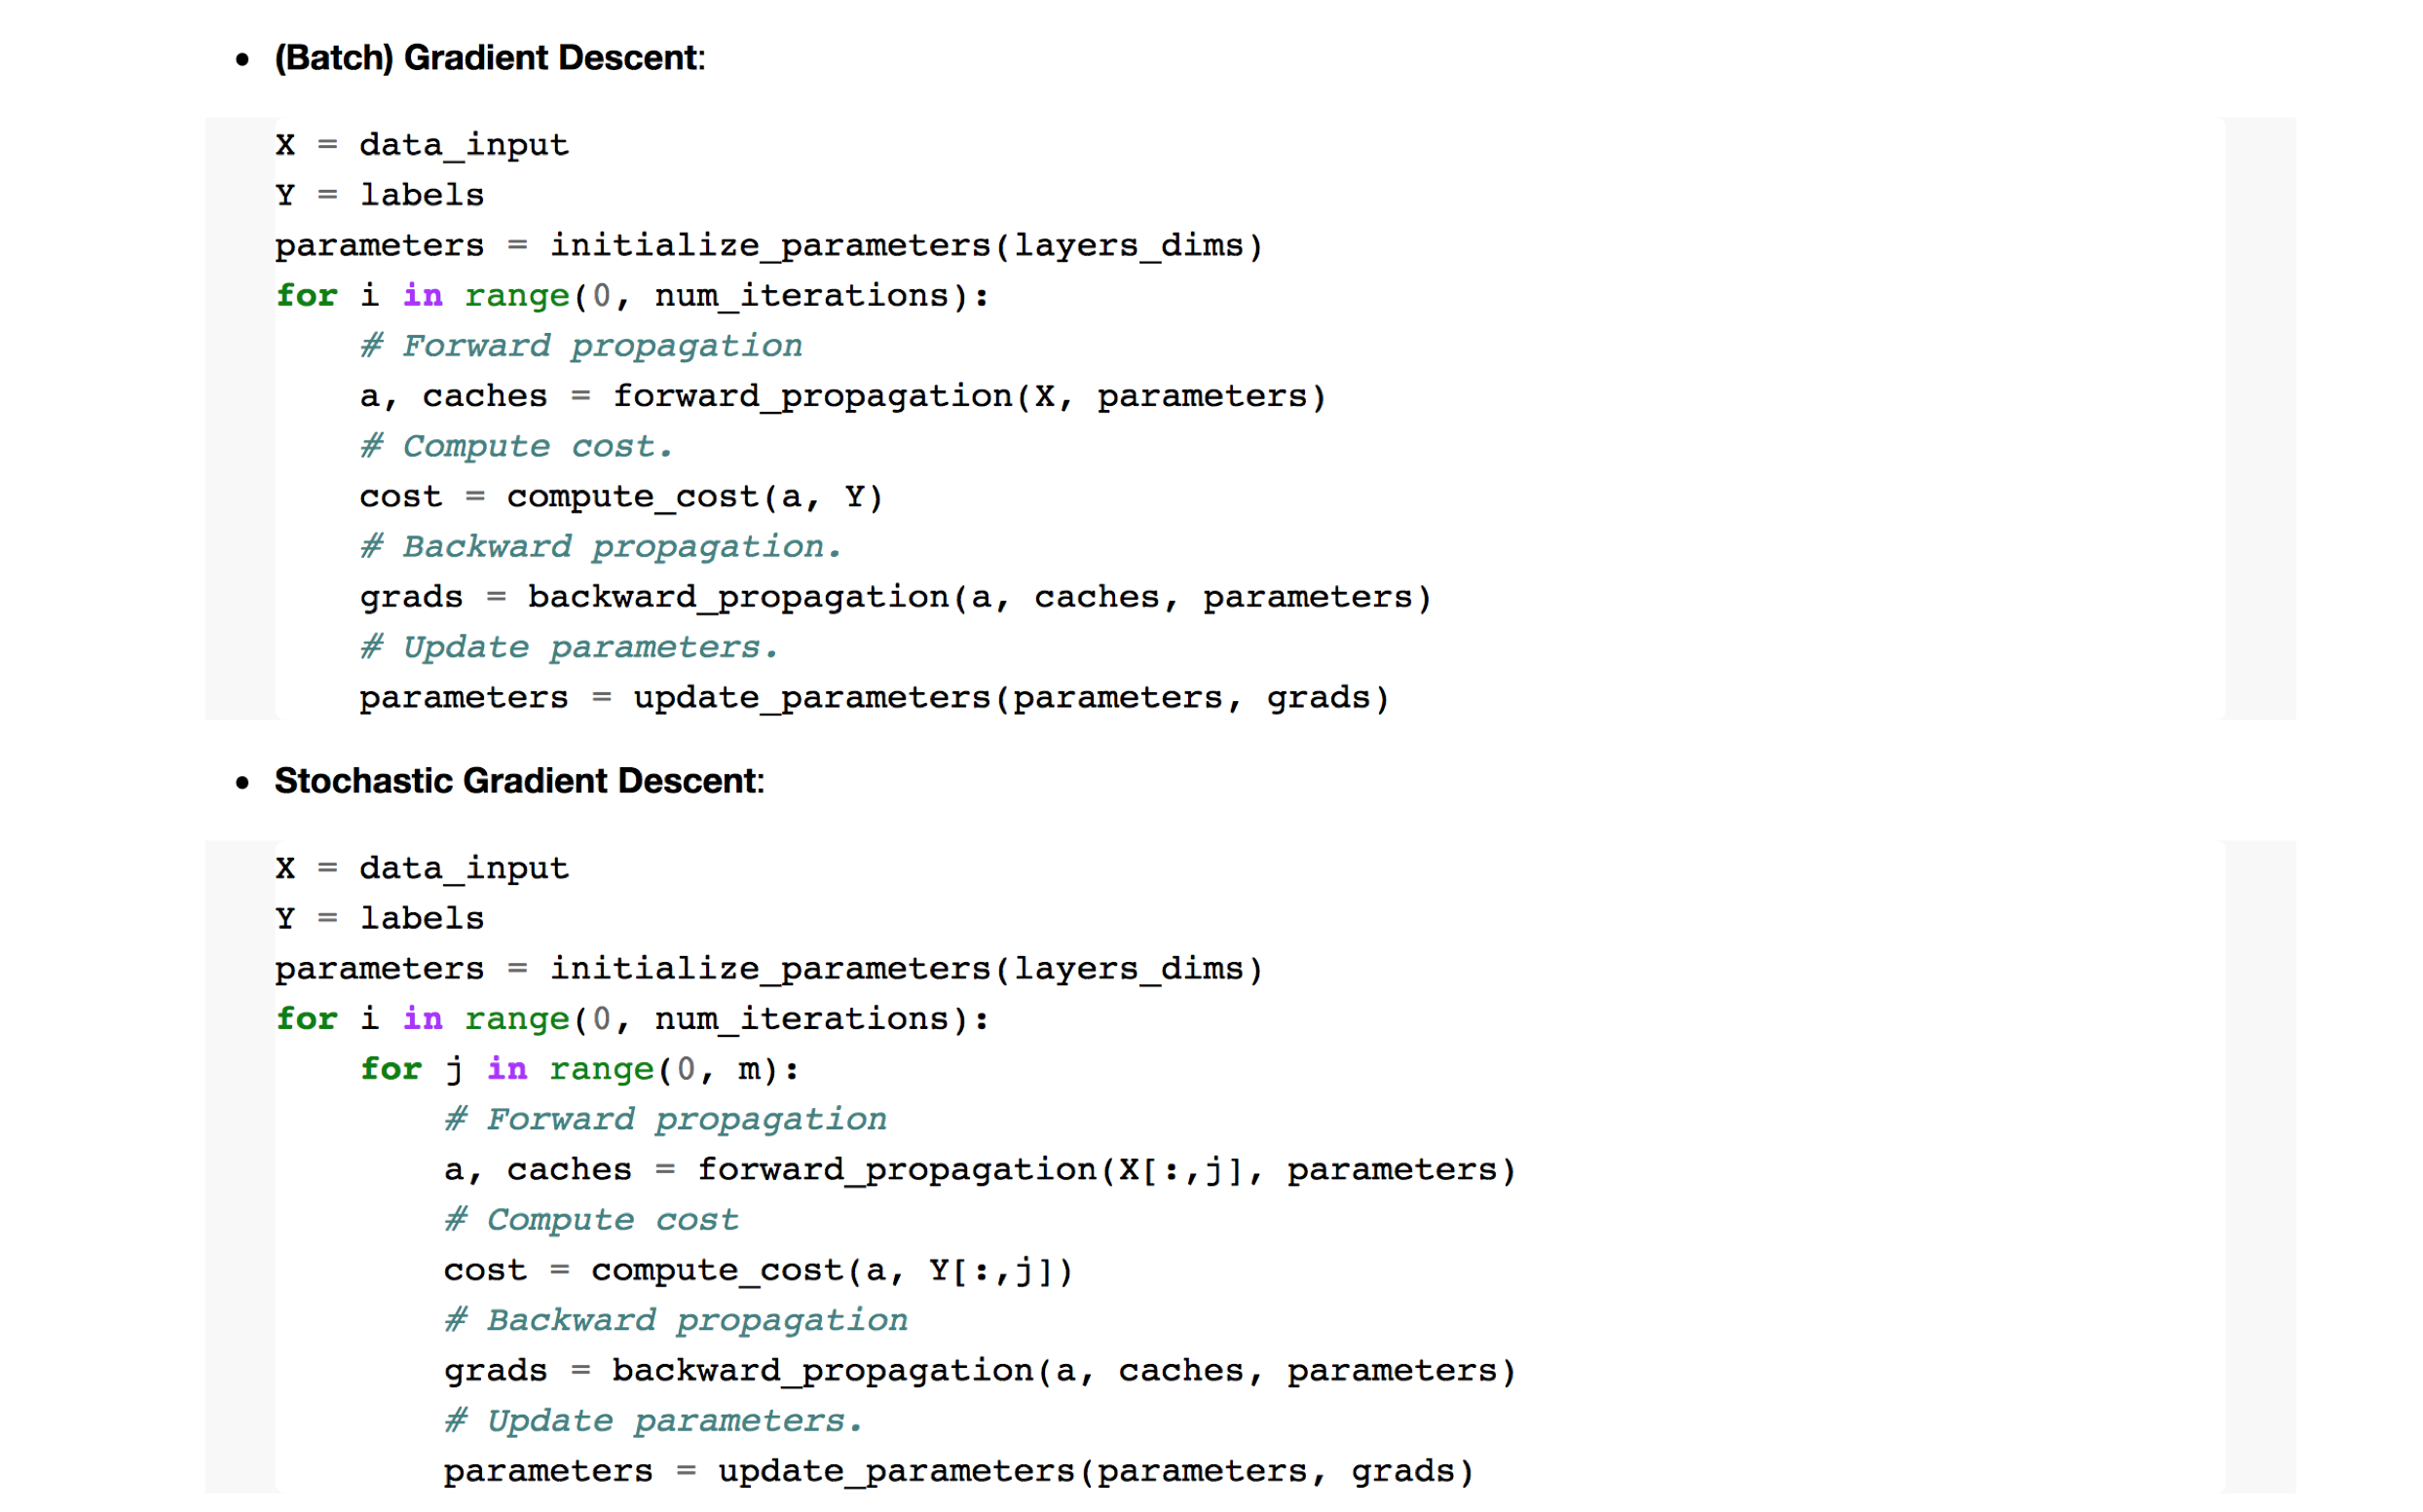 • (Batch) Gradient Descent:
X = data_input
Y = labels
parameters = initialize_parameters(layers_dims)
for i in range(0, num_iterations):
    # Forward propagation
    a, caches = forward_propagation(X, parameters)
    # Compute cost.
    cost = compute_cost(a, Y)
    # Backward propagation.
    grads = backward_propagation(a, caches, parameters)
    # Update parameters.
    parameters = update_parameters(parameters, grads)
• Stochastic Gradient Descent:
X = data_input
Y = labels
parameters = initialize_parameters(layers_dims)
for i in range(0, num_iterations):
    for j in range(0, m):
        # Forward propagation
        a, caches = forward_propagation(X[:,j], parameters)
        # Compute cost
        cost = compute_cost(a, Y[:,j])
        # Backward propagation
        grads = backward_propagation(a, caches, parameters)
        # Update parameters.
        parameters = update_parameters(parameters, grads)